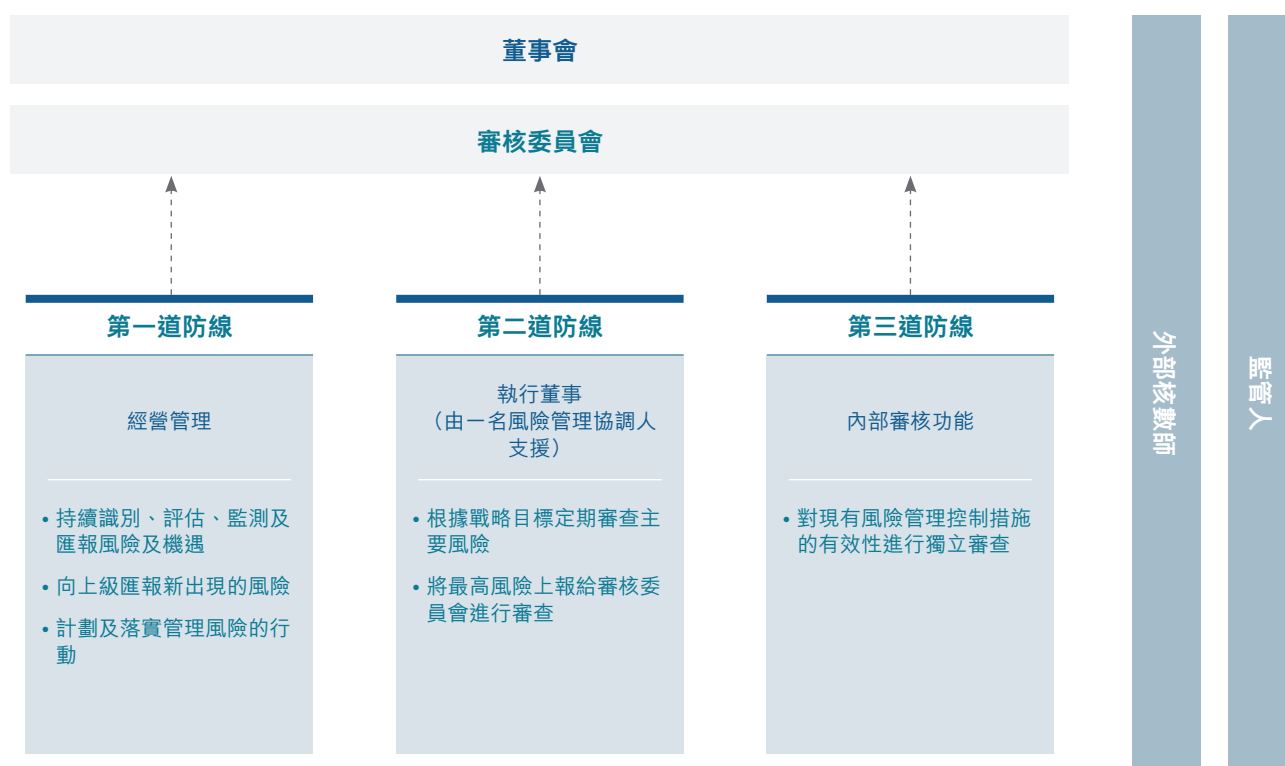 董事會
審核委員會
第一道防線
經營管理
• 持續識別、評估、監測及
匯報風險及機遇
• 向上級匯報新出現的風險
• 計劃及落實管理風險的行
動
第二道防線
執行董事
（由一名風險管理協調人
支援）
• 根據戰略目標定期審查主
要風險
• 將最高風險上報給審核委
員會進行審查
第三道防線
內部審核功能
• 對現有風險管理控制措施
的有效性進行獨立審查
外部核數師
監管人